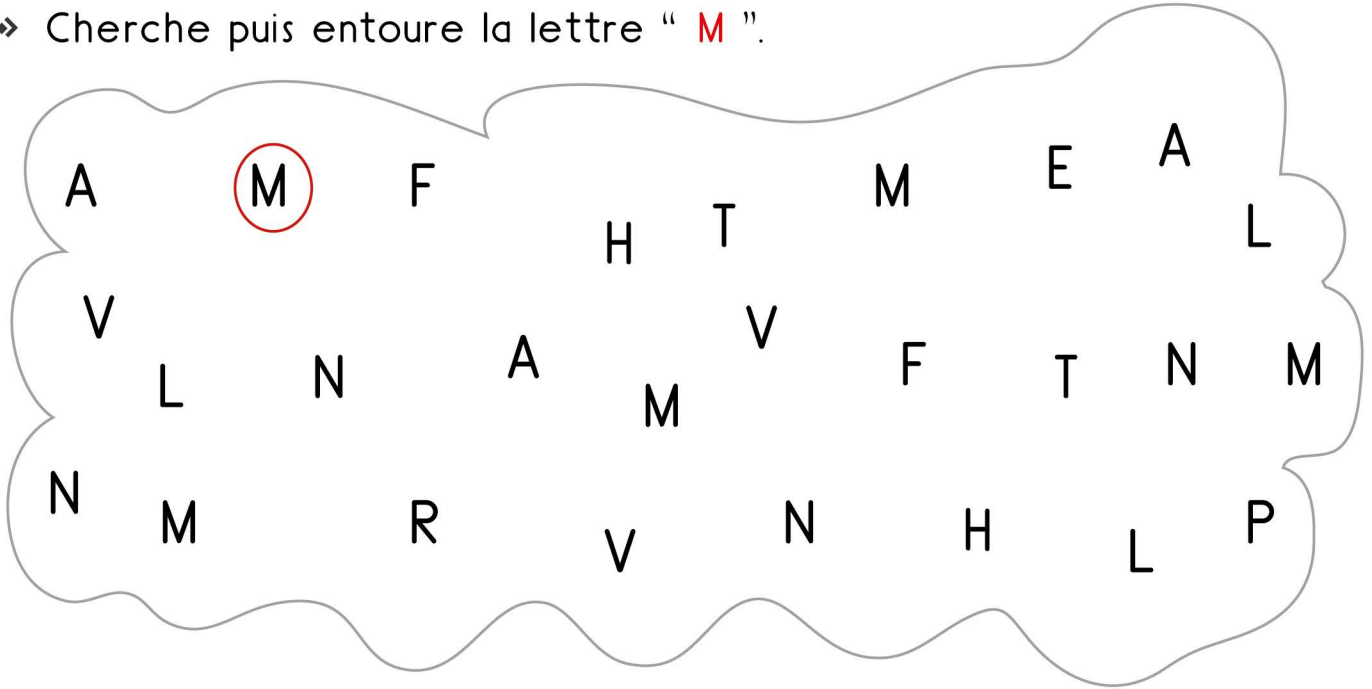 Cherche puis entoure la lettre “ M ”.
A M F H T M E A L
V L N A M V F T N M
N M R V N H L P